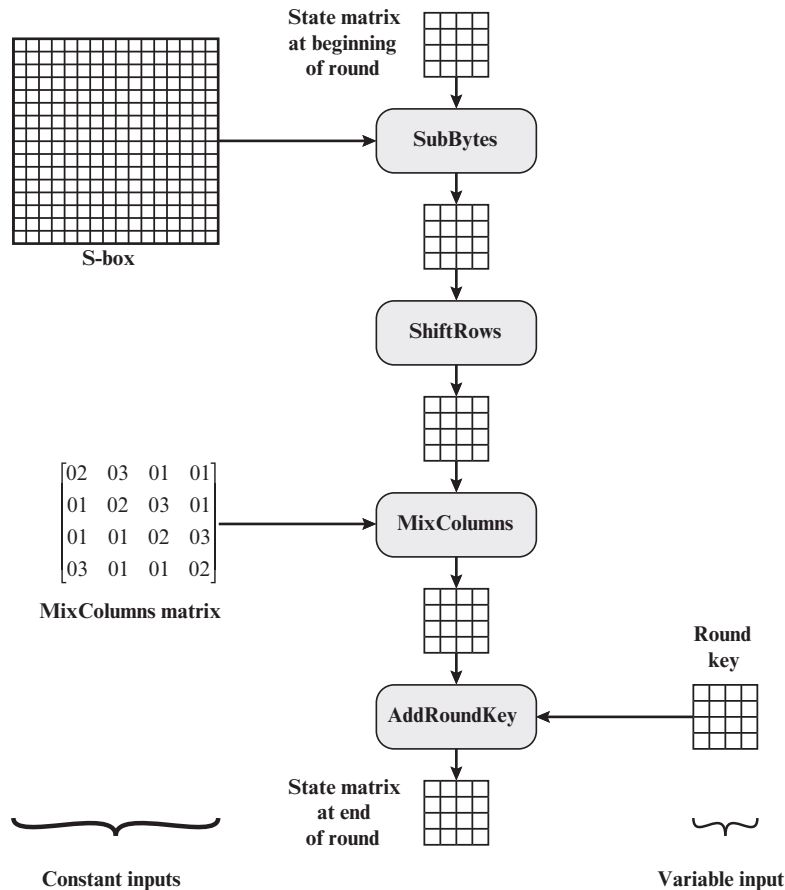 State matrix
at beginning
of round
SubBytes
S-box
ShiftRows
02 03 01 01
01 02 03 01
01 01 02 03
03 01 01 02
MixColumns
MixColumns matrix
Round
key
AddRoundKey
State matrix
at end
of round
Constant inputs
Variable input